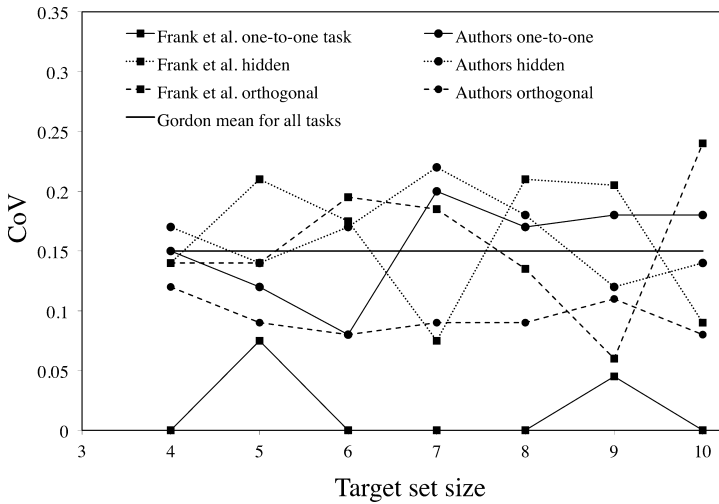 0.35
0.3
0.25
0.2
0.15
0.1
0.05
0
CoV
Frank et al. one-to-one task
Frank et al. hidden
Frank et al. orthogonal
Gordon mean for all tasks
Authors one-to-one
Authors hidden
Authors orthogonal
3 4 5 6 7 8 9 10
Target set size